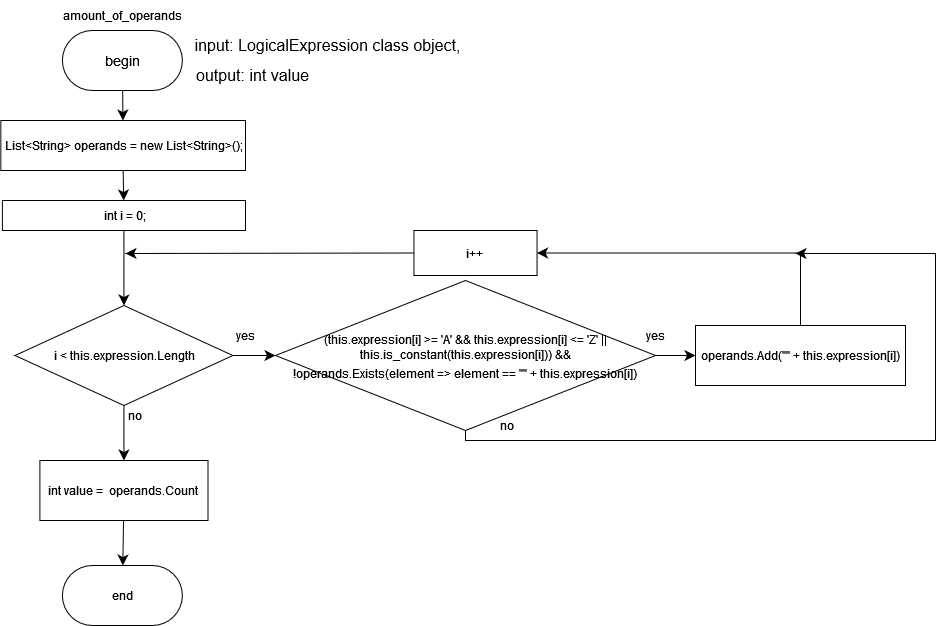 amount_of_operands
begin
input: LogicalExpression class object,
output: int value
List<String> operands = new List<String>();
int i = 0;
i++
i < this.expression.Length
yes
(this.expression[i] >= 'A' && this.expression[i] <= 'Z' ||
this.is_constant(this.expression[i])) &&
!operands.Exists(element => element == "" + this.expression[i])
yes
operands.Add("" + this.expression[i])
no
no
int value = operands.Count
end